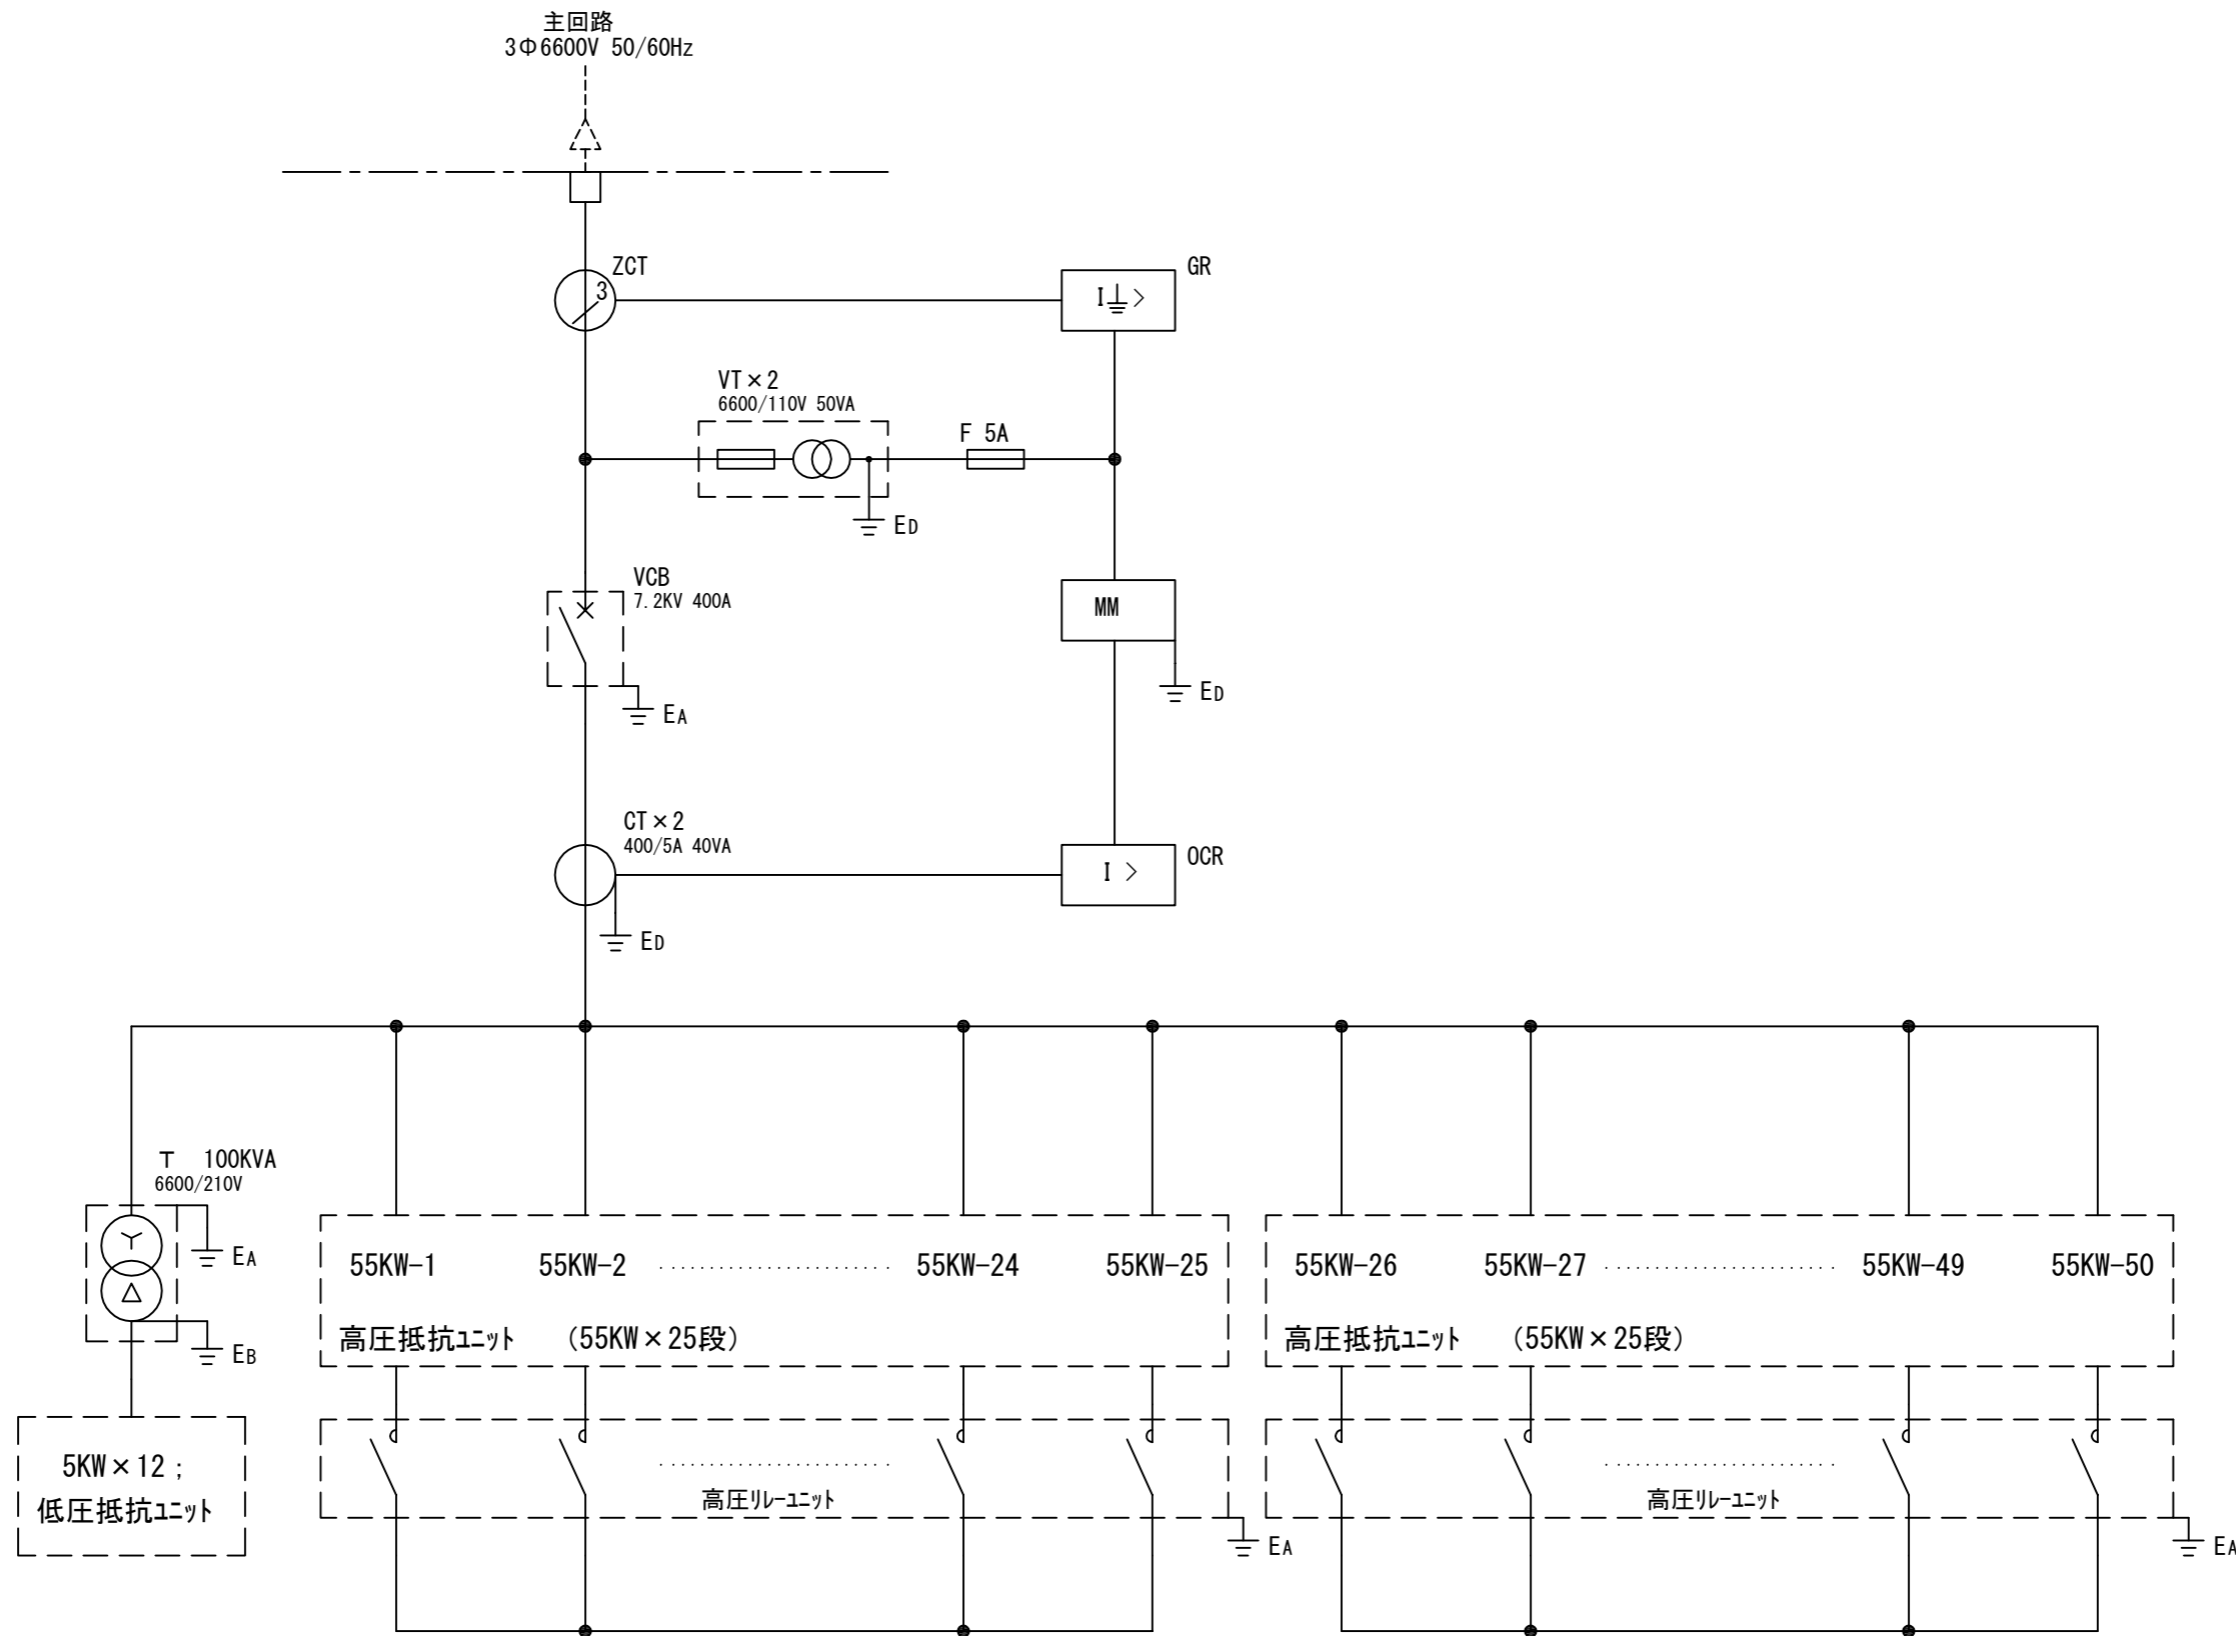 主回路
3Φ6600V 50/60Hz
ZCT
3
GR
I >
VT×2
6600/110V 50VA
F 5A
ED
VCB
7.2KV 400A
MM
EA
ED
CT×2
400/5A 40VA
OCR
I >
ED
T 100KVA
6600/210V
EA
EB
55KW-1 55KW-2 ........................ 55KW-24 55KW-25
高圧抵抗ユニット (55KW×25段)
55KW-26 55KW-27 ........................ 55KW-49 55KW-50
高圧抵抗ユニット (55KW×25段)
5KW×12;
低圧抵抗ユニット
........................
高圧リレーユニット
EA
........................
高圧リレーユニット
EA